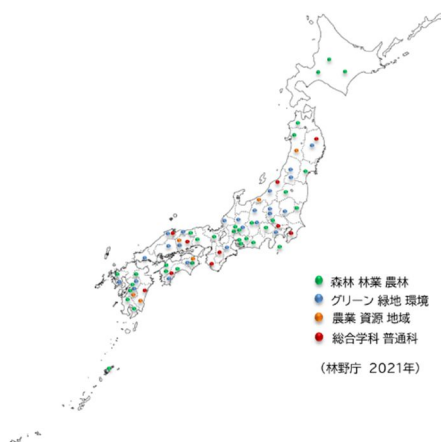 森林 林業 農林
グリーン 緑地 環境
農業 資源 地域
総合学科 普通科
（林野庁 2021年）